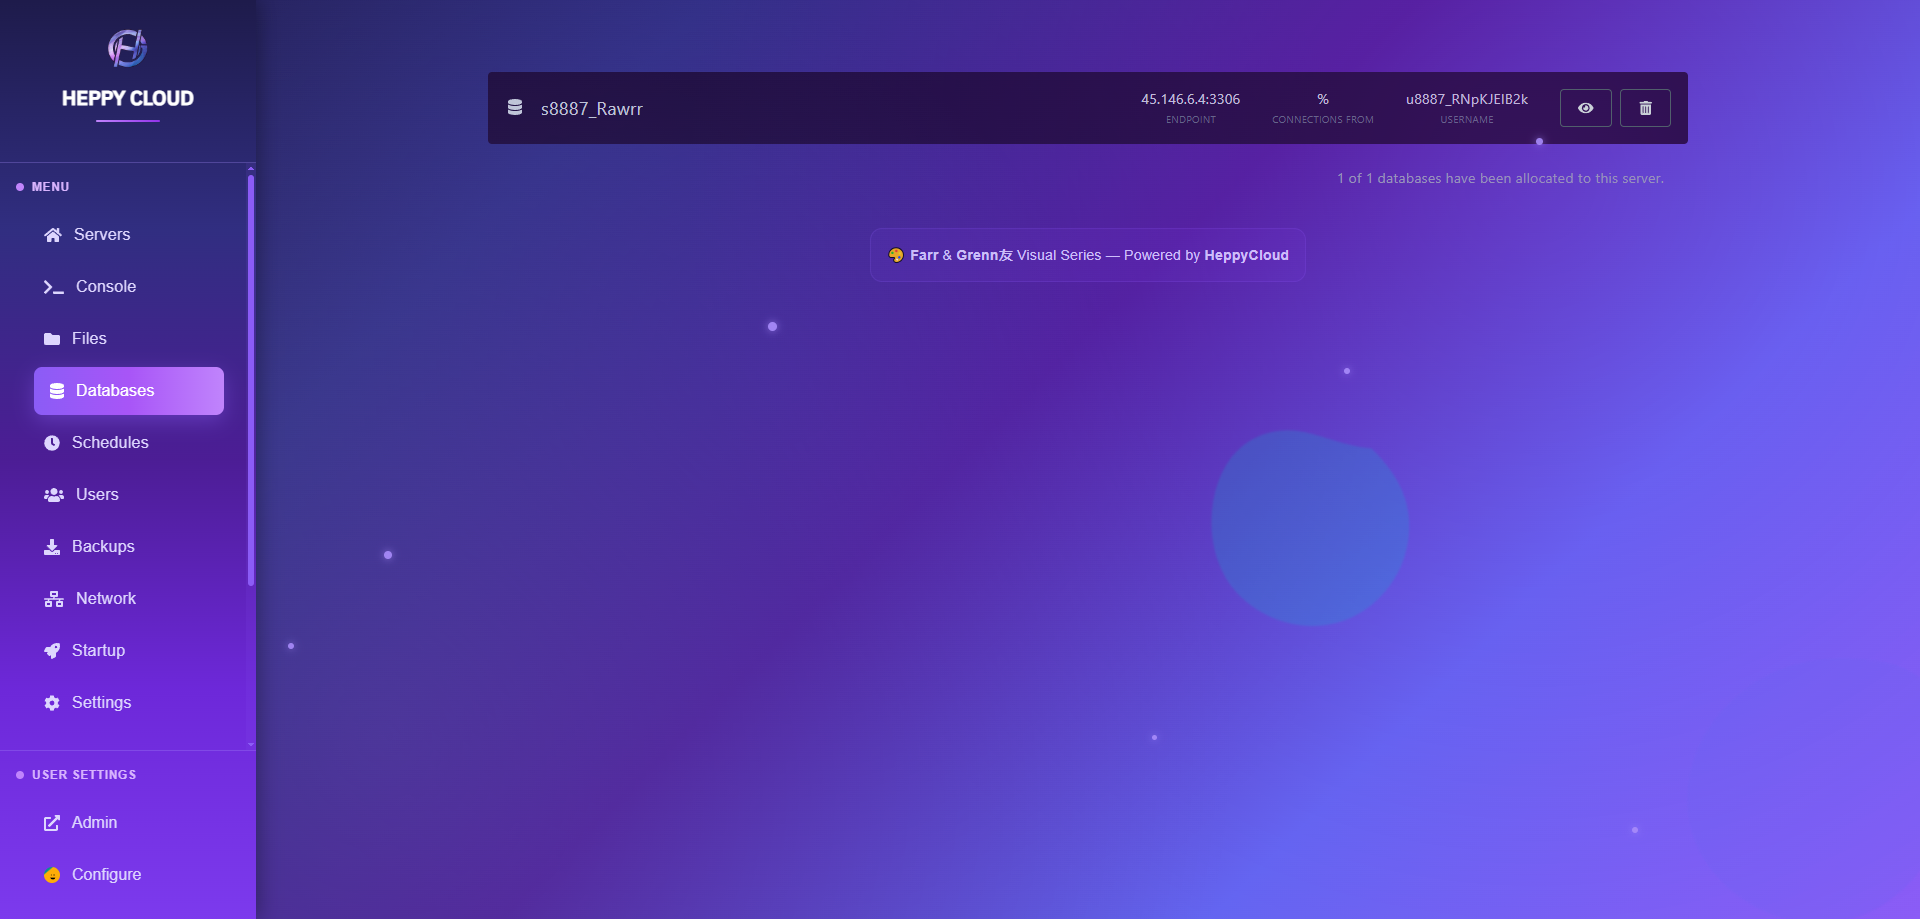 HEPPY CLOUD
MENU
Servers
Console
Files
Databases
Schedules
Users
Backups
Network
Startup
Settings
USER SETTINGS
Admin
Configure
s8887_Rawrr
45.146.6.4:3306
ENDPOINT
%
CONNECTIONS FROM
u8887_RNpKJEIB2k
USERNAME
1 of 1 databases have been allocated to this server.
Farr & Grenn友 Visual Series — Powered by HeppyCloud